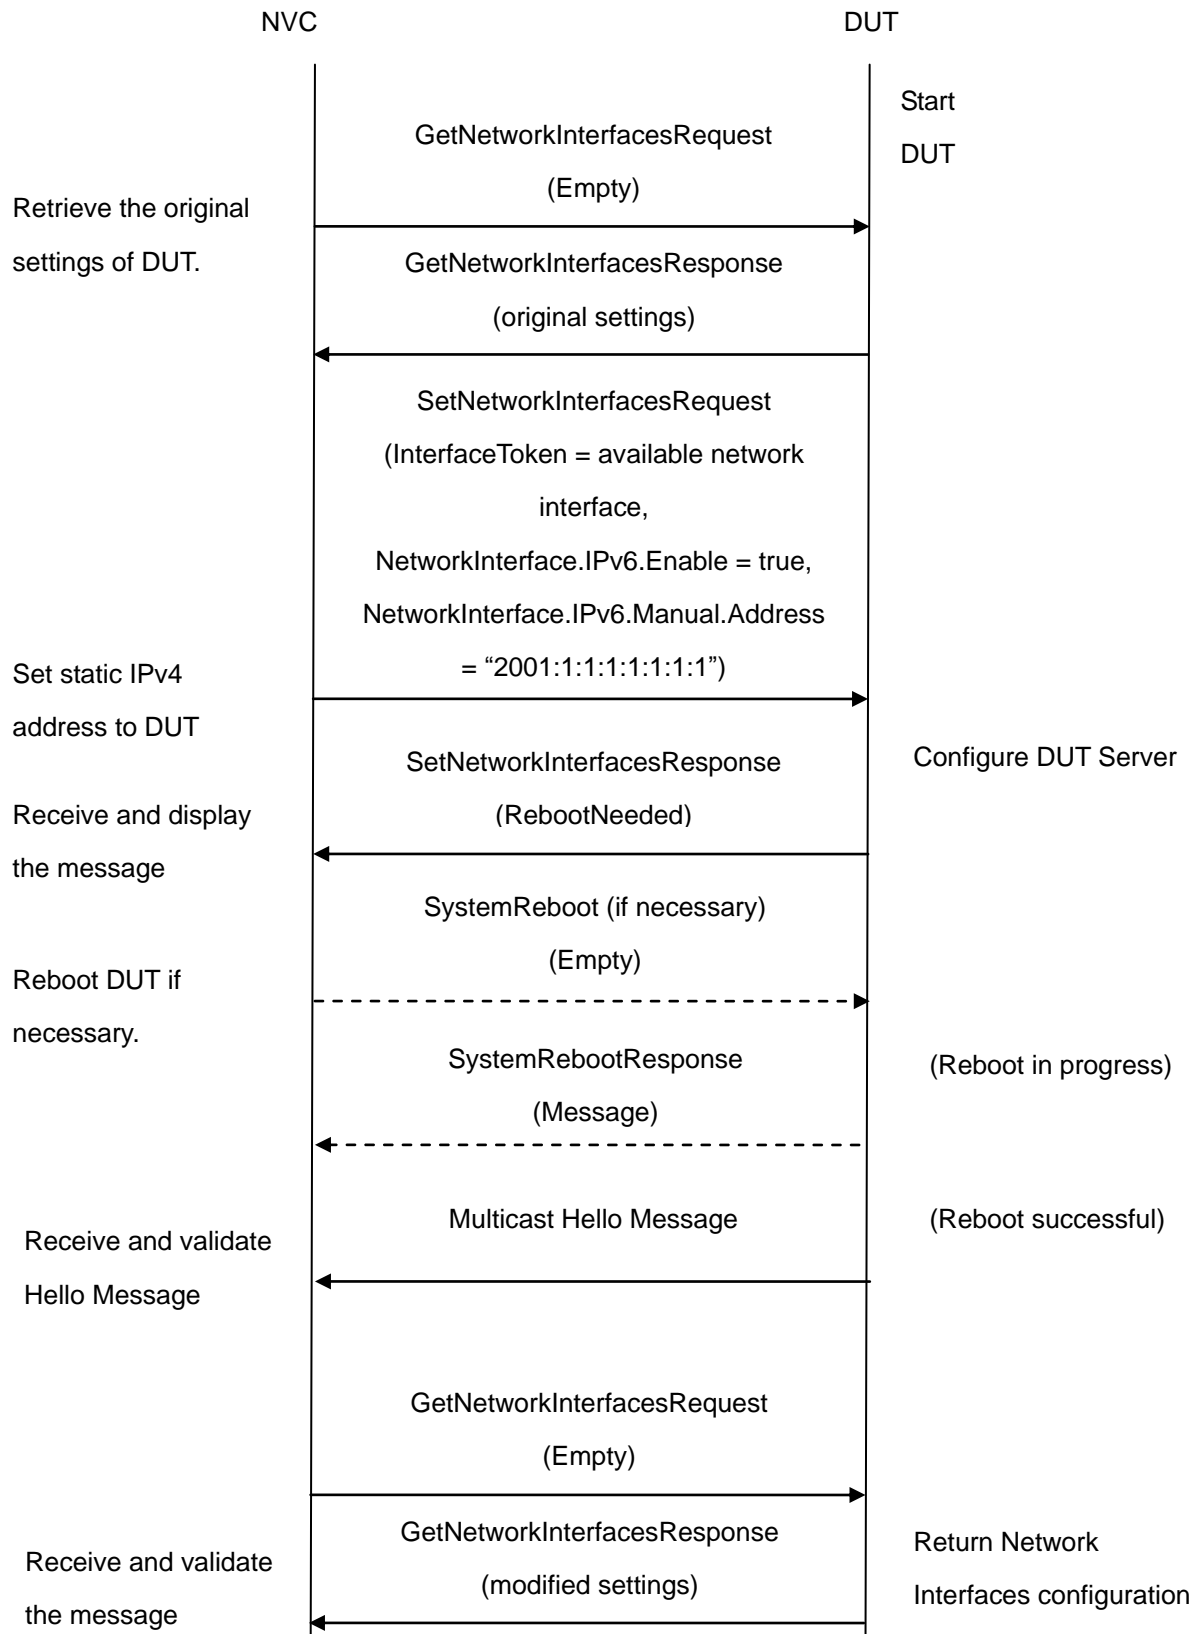 NVC
DUT
Start
DUT
GetNetworkInterfacesRequest
(Empty)
Retrieve the original
settings of DUT.
GetNetworkInterfacesResponse
(original settings)
SetNetworkInterfacesRequest
(InterfaceToken = available network
interface,
NetworkInterface.IPv6.Enable = true,
NetworkInterface.IPv6.Manual.Address
= “2001:1:1:1:1:1:1:1”)
Set static IPv4
address to DUT
SetNetworkInterfacesResponse
(RebootNeeded)
Configure DUT Server
Receive and display
the message
SystemReboot (if necessary)
(Empty)
Reboot DUT if
necessary.
SystemRebootResponse
(Message)
(Reboot in progress)
Multicast Hello Message
(Reboot successful)
Receive and validate
Hello Message
GetNetworkInterfacesRequest
(Empty)
GetNetworkInterfacesResponse
(modified settings)
Return Network
Interfaces configuration
Receive and validate
the message